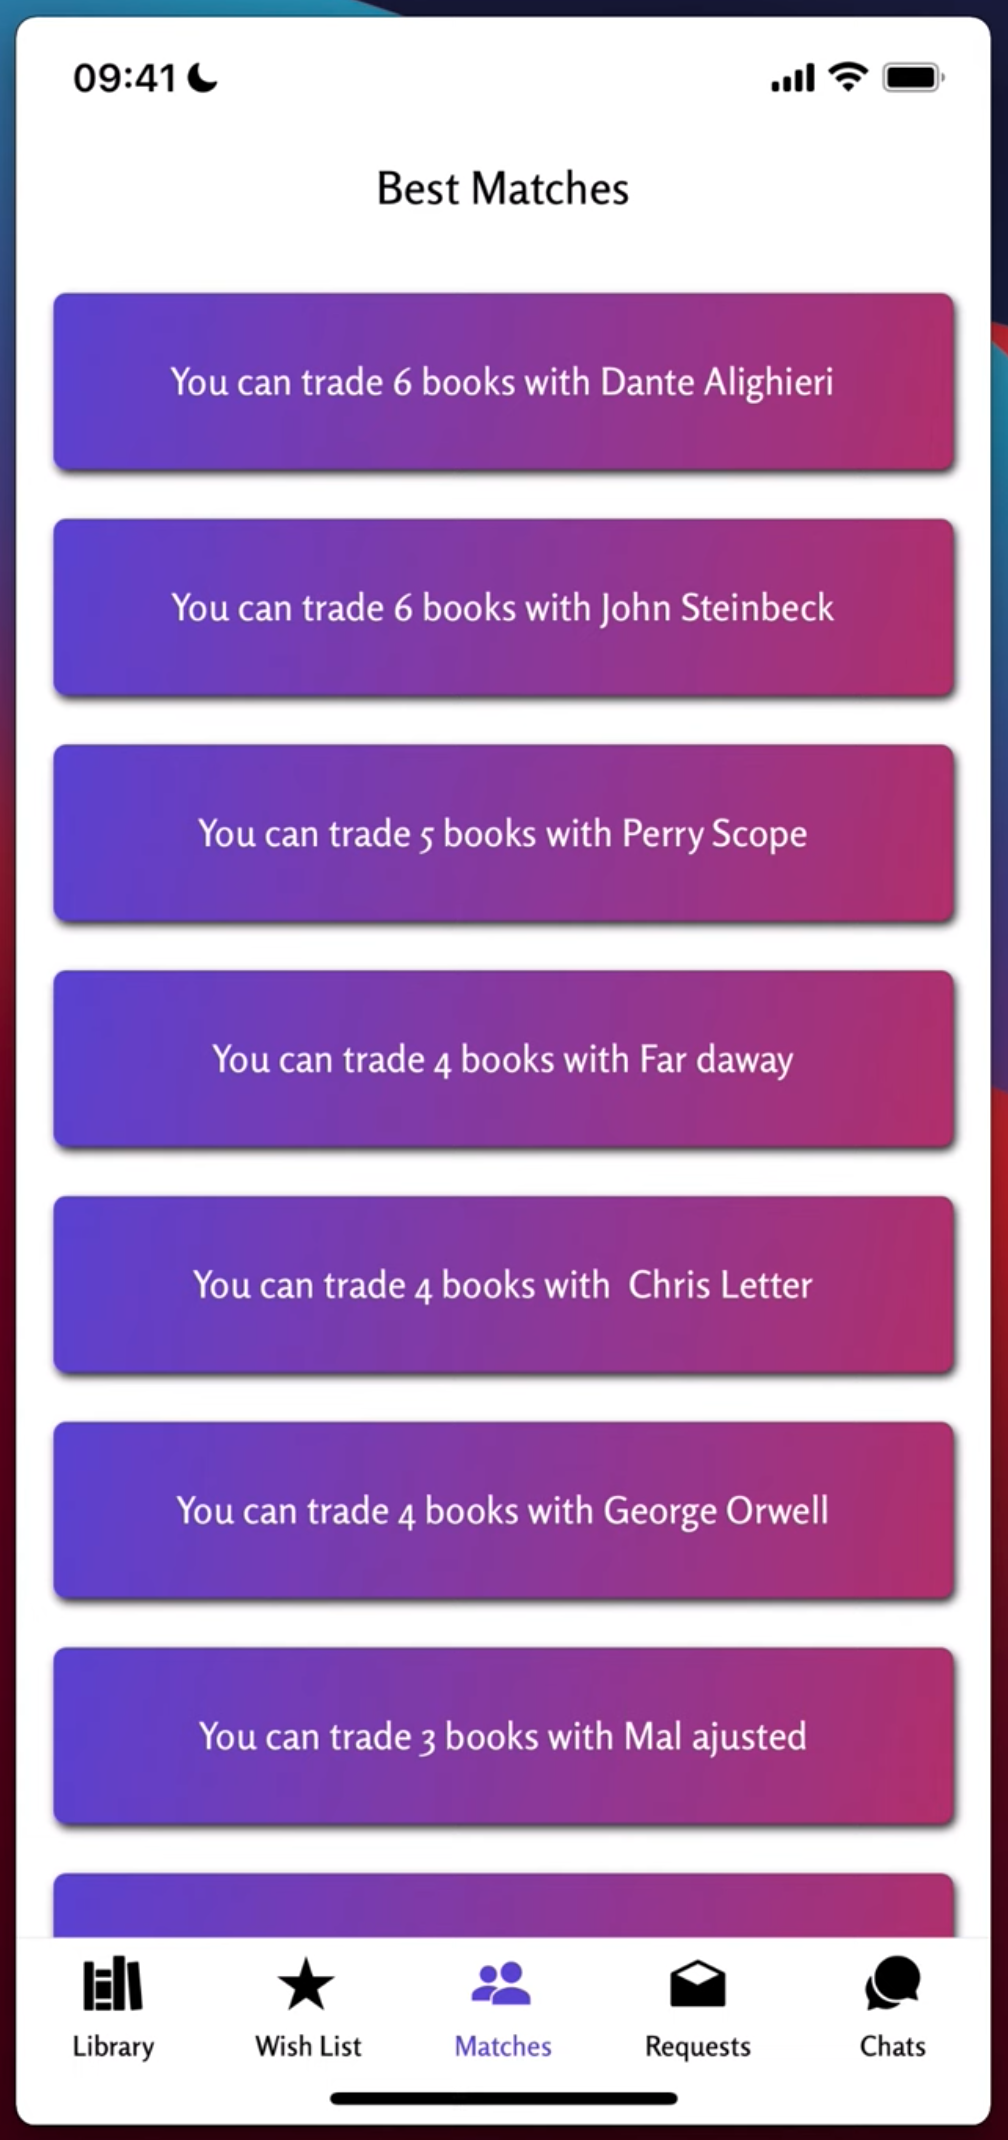 09:41
Best Matches
You can trade 6 books with Dante Alighieri
You can trade 6 books with John Steinbeck
You can trade 5 books with Perry Scope
You can trade 4 books with Far daway
You can trade 4 books with  Chris Letter
You can trade 4 books with George Orwell
You can trade 3 books with Mal ajusted
Library Wish List Matches Requests Chats